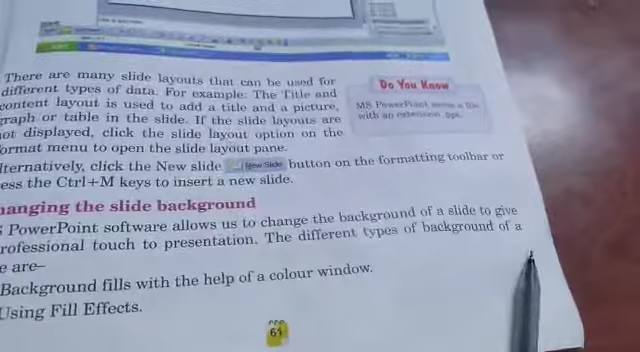 There are many slide layouts that can be used for
different types of data. For example: The Title and
content layout is used to add a title and a picture,
graph or table in the slide. If the slide layouts are
not displayed, click the slide layout option on the
format menu to open the slide layout pane.
Do You Know
MS PowerPoint saves a file
with an extension .ppt.
lternatively, click the New slide New Slide button on the formatting toolbar or
ess the Ctrl+M keys to insert a new slide.
hanging the slide background
PowerPoint software allows us to change the background of a slide to give
rofessional touch to presentation. The different types of background of a
e are–
Background fills with the help of a colour window.
Using Fill Effects.
61